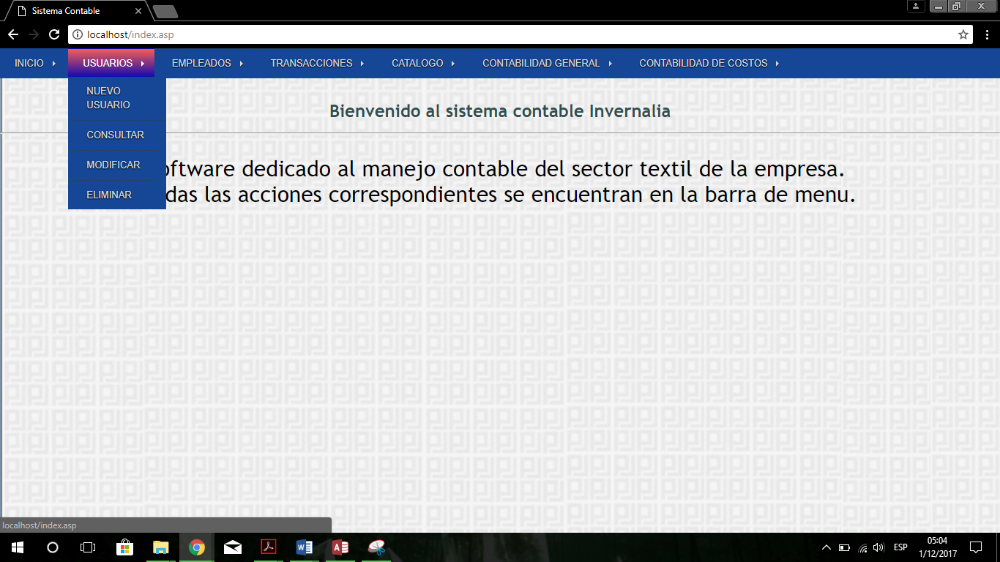 Sistema Contable
localhost/index.asp
INICIO USUARIOS EMPLEADOS TRANSACCIONES CATALOGO CONTABILIDAD GENERAL CONTABILIDAD DE COSTOS
NUEVO
USUARIO
CONSULTAR
MODIFICAR
ELIMINAR
Bienvenido al sistema contable Invernalia
oftware dedicado al manejo contable del sector textil de la empresa.
das las acciones correspondientes se encuentran en la barra de menu.
localhost/index.asp
ESP
05:04
1/12/2017